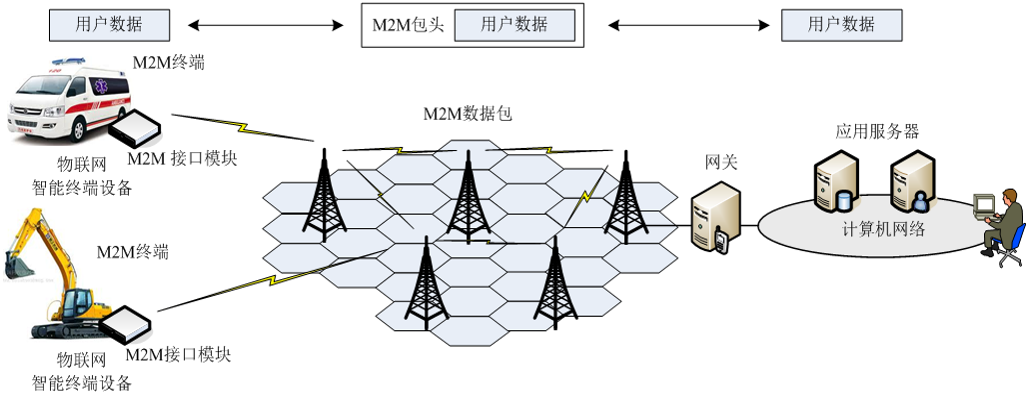 用户数据
M2M包头
用户数据
用户数据
M2M终端
M2M数据包
应用服务器
网关
M2M 接口模块
物联网
智能终端设备
计算机网络
M2M终端
M2M接口模块
物联网
智能终端设备